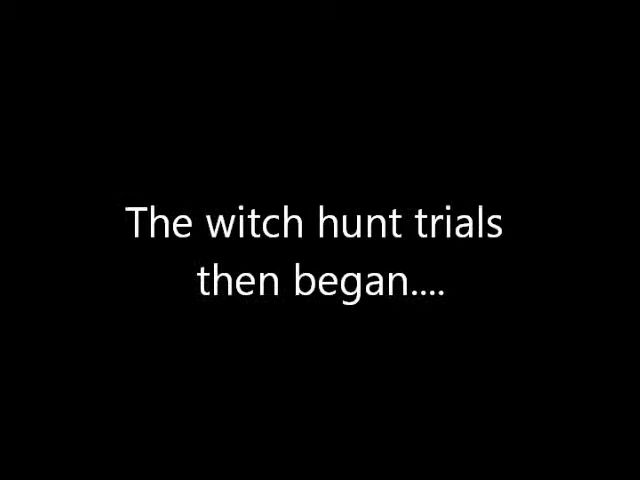 The witch hunt trials
then began....